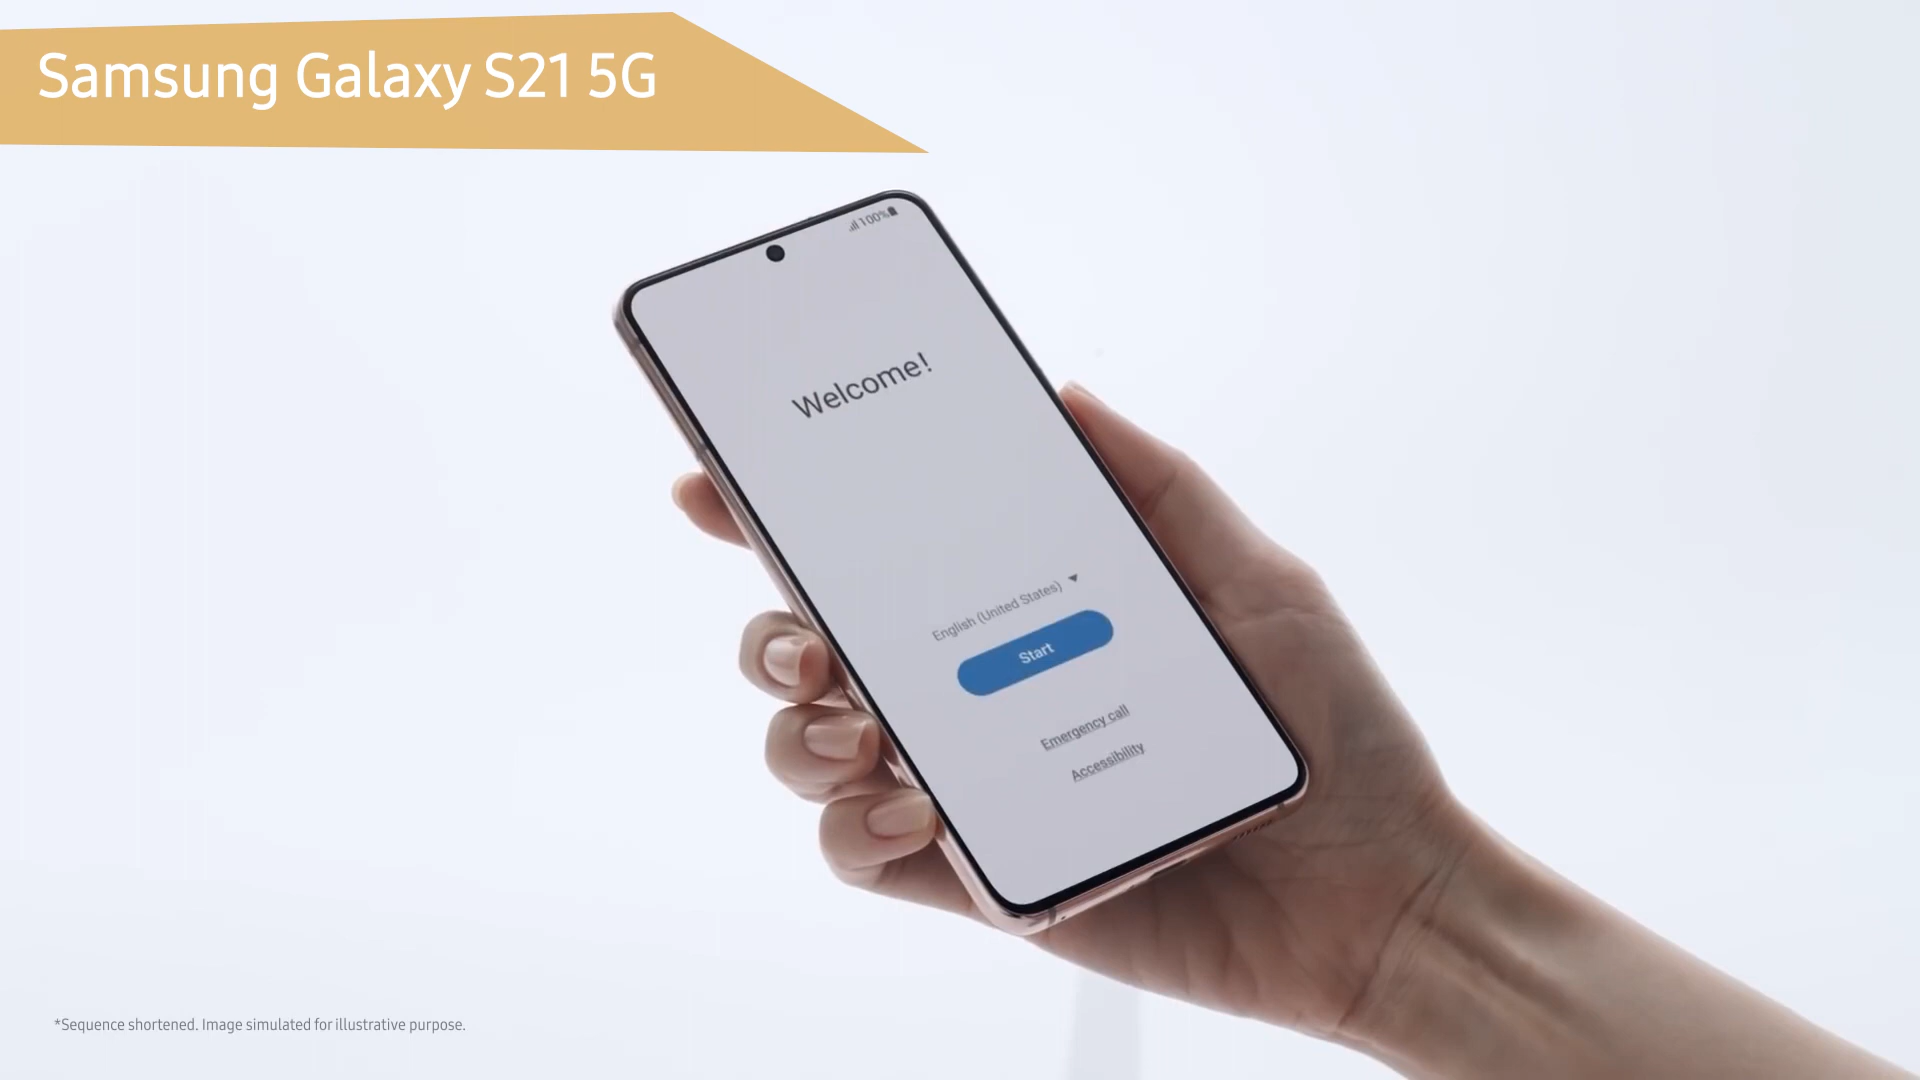 Samsung Galaxy S21 5G
100%
Welcome!
English (United States)
Start
Emergency call
Accessibility
*Sequence shortened. Image simulated for illustrative purpose.